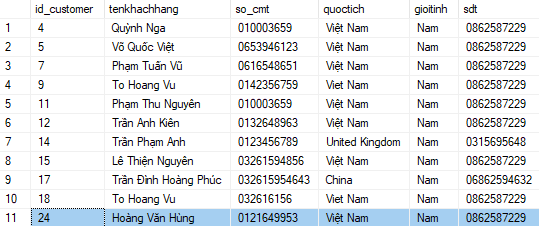 id_customer tenkhachhang so_cmt quoctich gioitinh sdt
1 4 Quỳnh Nga 010003659 Việt Nam Nam 0862587229
2 5 Võ Quốc Việt 0653946123 Việt Nam Nam 0862587229
3 7 Phạm Tuấn Vũ 0616548651 Việt Nam Nam 0862587229
4 9 To Hoang Vu 0142356759 Viet Nam Nam 0862587229
5 11 Phạm Thu Nguyên 010003659 Việt Nam Nam 0862587229
6 12 Trần Anh Kiên 0132648963 Việt Nam Nam 0862587229
7 14 Trần Phạm Anh 0123456789 United Kingdom Nam 0315695648
8 15 Lê Thiện Nguyên 03261594856 Việt Nam Nam 0862587229
9 17 Trần Đình Hoàng Phúc 032615954643 China Nam 06862594632
10 18 To Hoang Vu 032616156 Viet Nam Nam 0862587229
11 24 Hoàng Văn Hùng 0121649953 Việt Nam Nam 0862587229